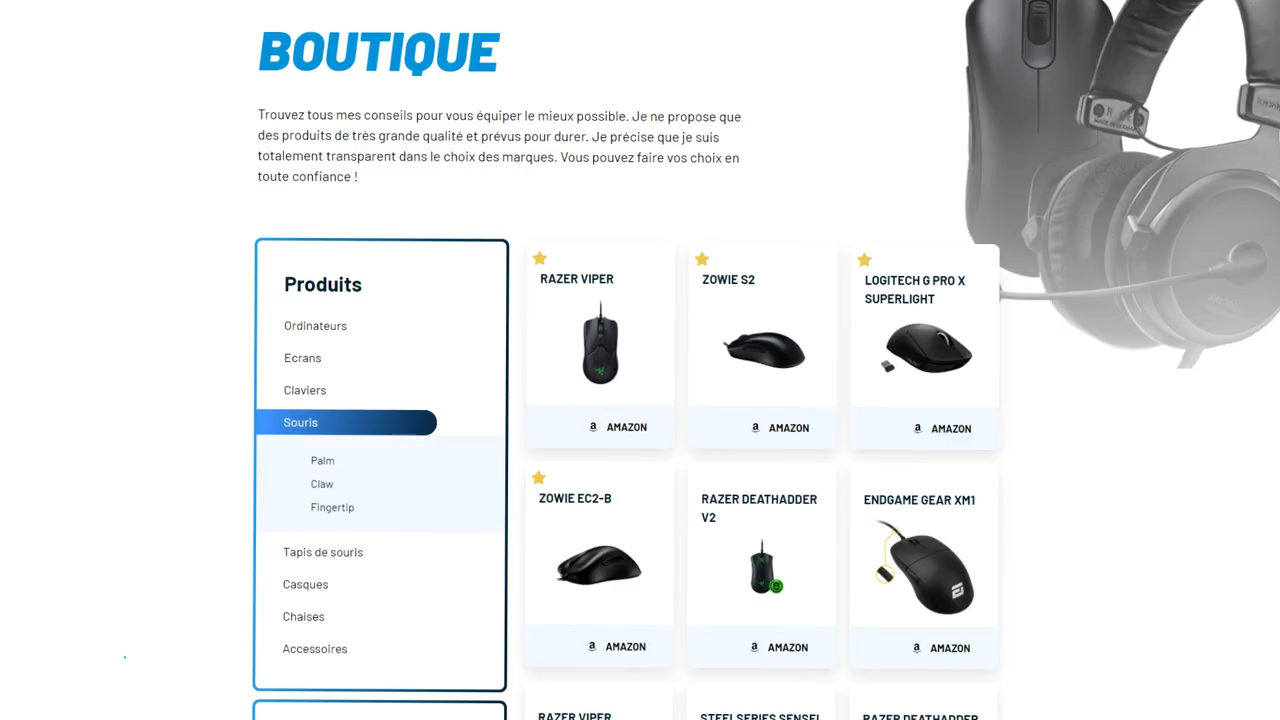 BOUTIQUE
Trouvez tous mes conseils pour vous équiper le mieux possible. Je ne propose que
des produits de très grande qualité et prévus pour durer. Je précise que je suis
totalement transparent dans le choix des marques. Vous pouvez faire vos choix en
toute confiance !
Produits
Ordinateurs
Ecrans
Claviers
Souris
Palm
Claw
Fingertip
Tapis de souris
Casques
Chaises
Accessoires
RAZER VIPER
AMAZON
ZOWIE S2
AMAZON
LOGITECH G PRO X
SUPERLIGHT
AMAZON
ZOWIE EC2-B
AMAZON
RAZER DEATHADDER
V2
AMAZON
ENDGAME GEAR XM1
AMAZON
RAZER VIPER
STEELSERIES SENSEI
RAZER DEATHADDER